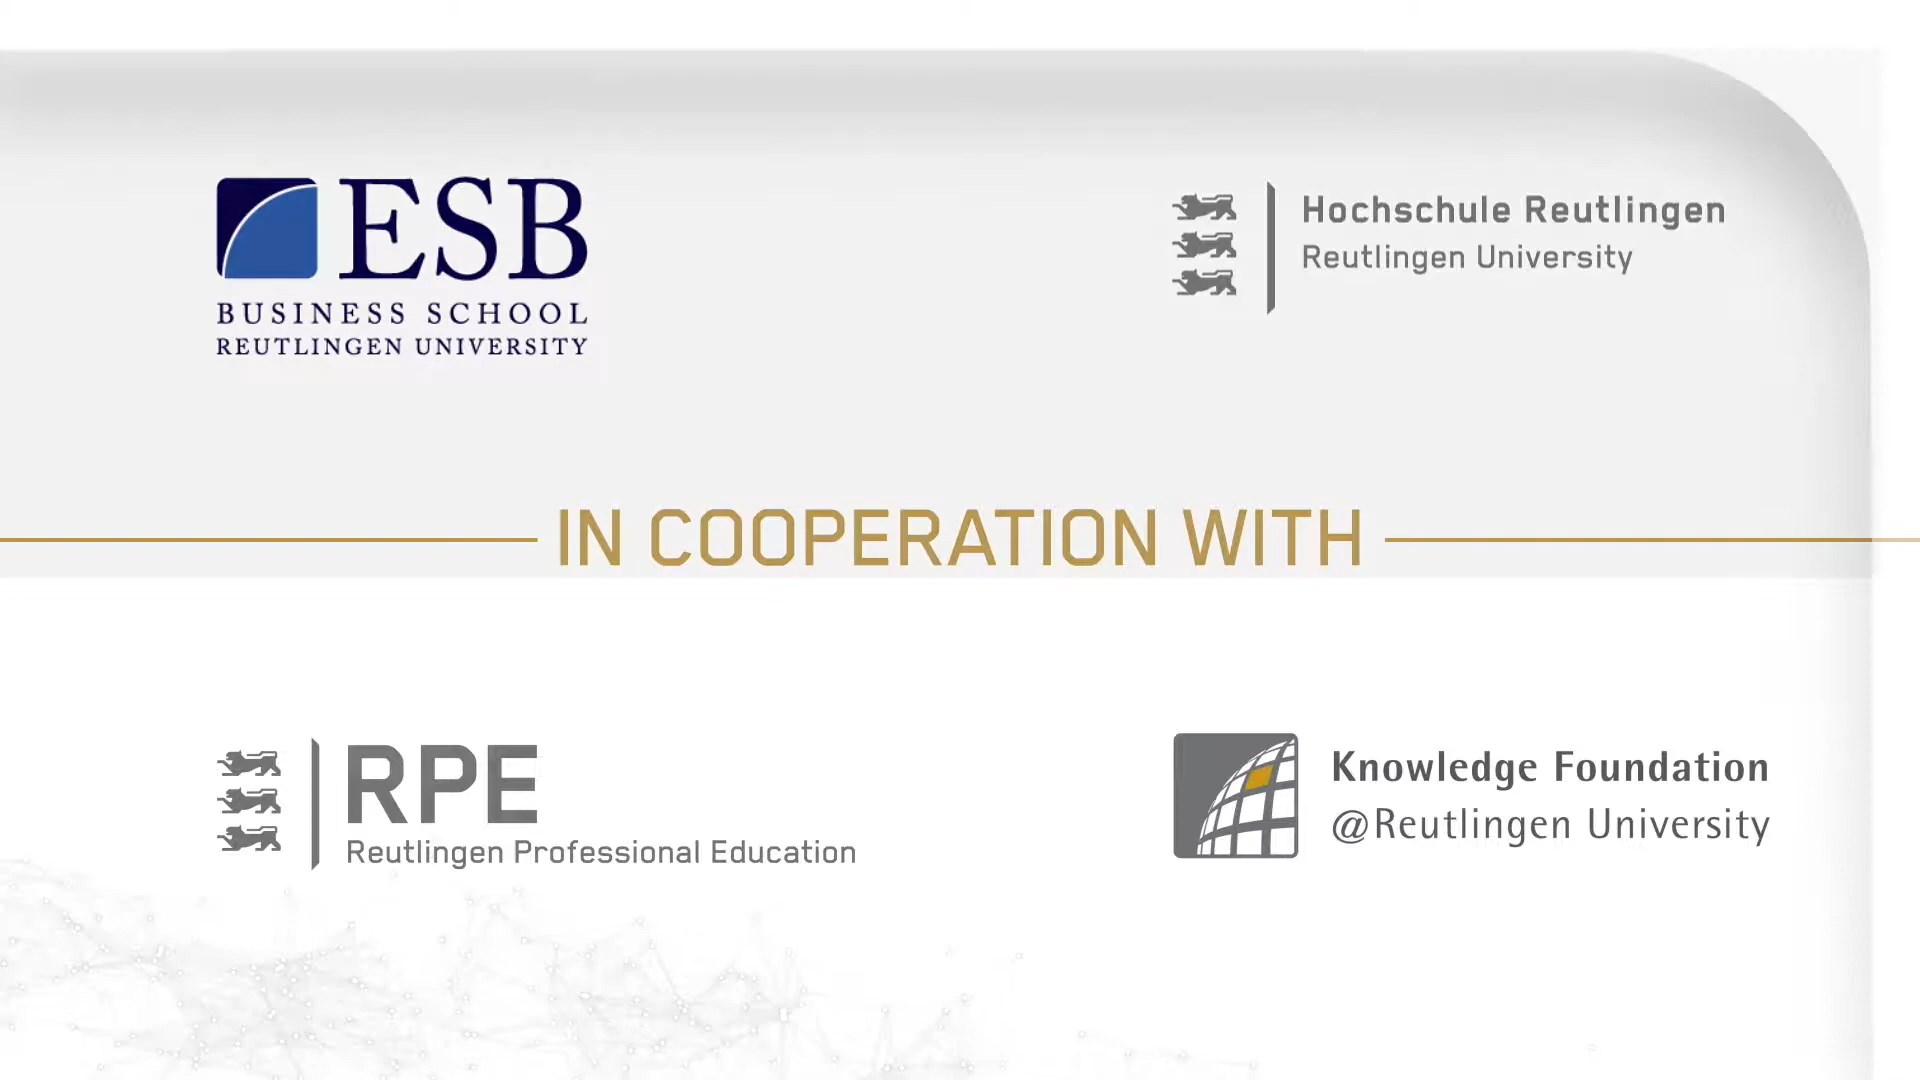 ESB
BUSINESS SCHOOL
REUTLINGEN UNIVERSITY
Hochschule Reutlingen
Reutlingen University
IN COOPERATION WITH
RPE
Reutlingen Professional Education
Knowledge Foundation
@Reutlingen University